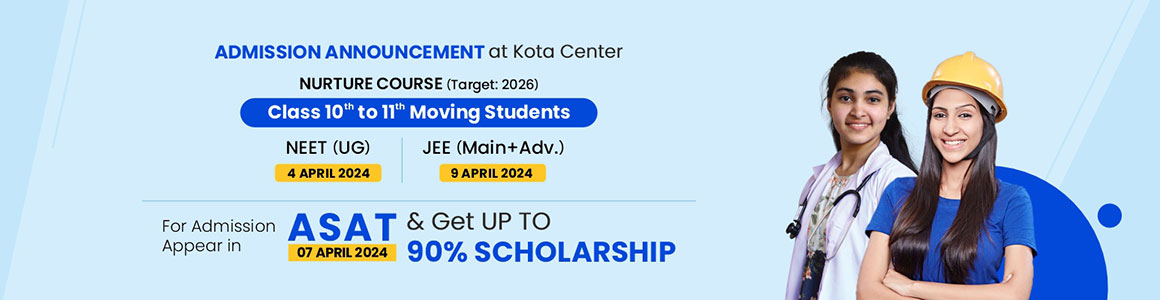 ADMISSION ANNOUNCEMENT at Kota Center
NURTURE COURSE (Target: 2026)
Class 10th to 11th Moving Students
NEET (UG)
4 APRIL 2024
JEE (Main+Adv.)
9 APRIL 2024
For Admission
Appear in
ASAT
07 APRIL 2024
& Get UP TO
90% SCHOLARSHIP